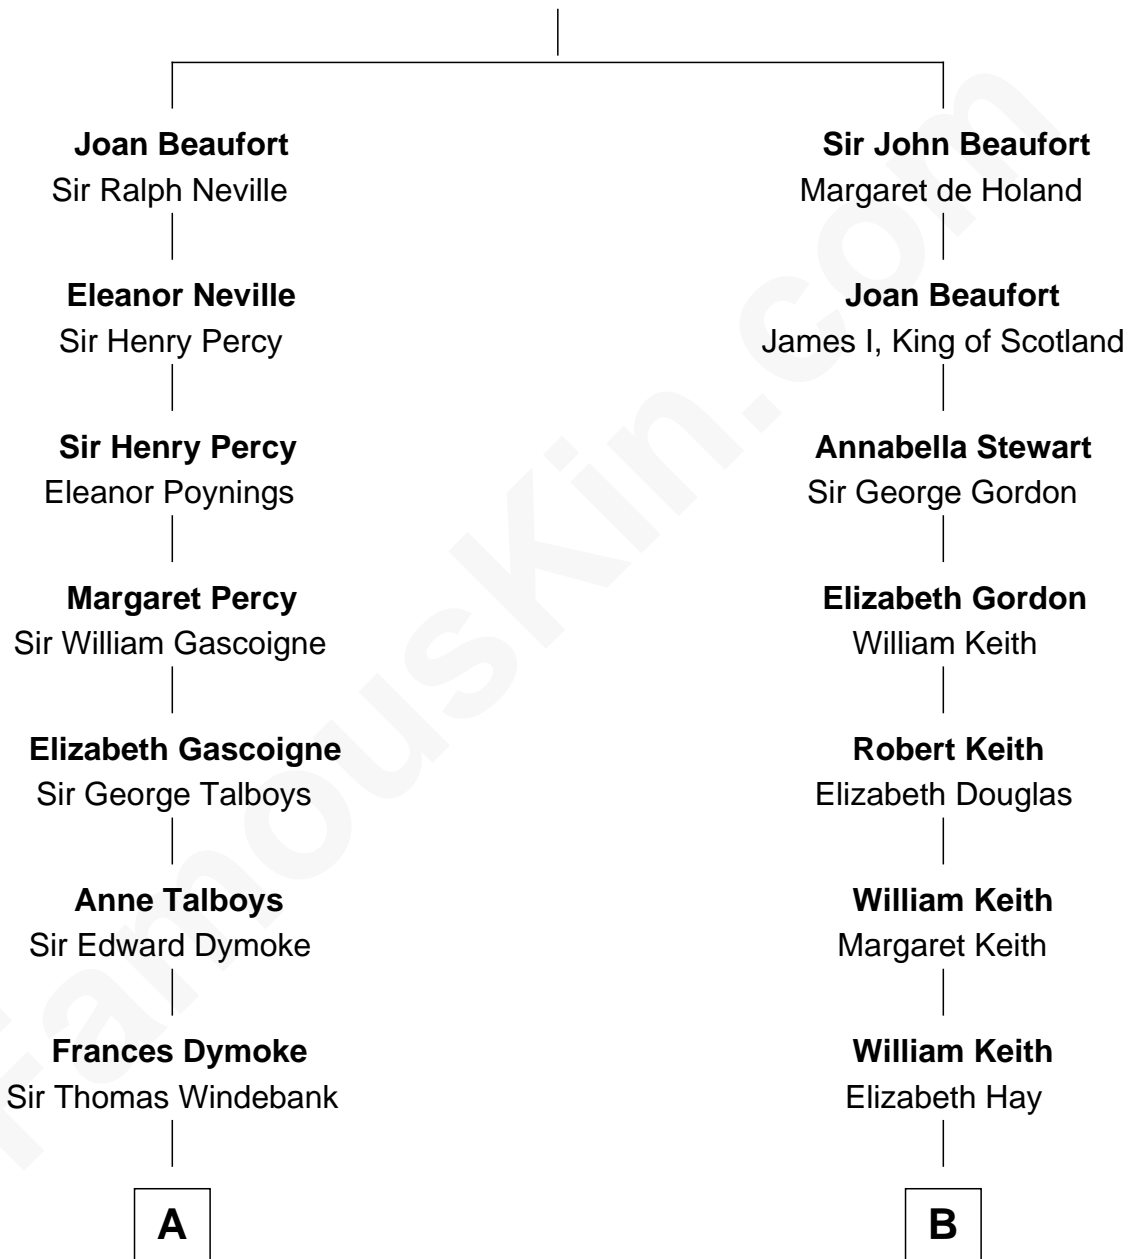 Joan Beaufort
Sir Ralph Neville
Eleanor Neville
Sir Henry Percy
Sir Henry Percy
Eleanor Poynings
Margaret Percy
Sir William Gascoigne
Elizabeth Gascoigne
Sir George Talboys
Anne Talboys
Sir Edward Dymoke
Frances Dymoke
Sir Thomas Windebank
A
Sir John Beaufort
Margaret de Holand
Joan Beaufort
James I, King of Scotland
Annabella Stewart
Sir George Gordon
Elizabeth Gordon
William Keith
Robert Keith
Elizabeth Douglas
William Keith
Margaret Keith
William Keith
Elizabeth Hay
B
FamousKin.com